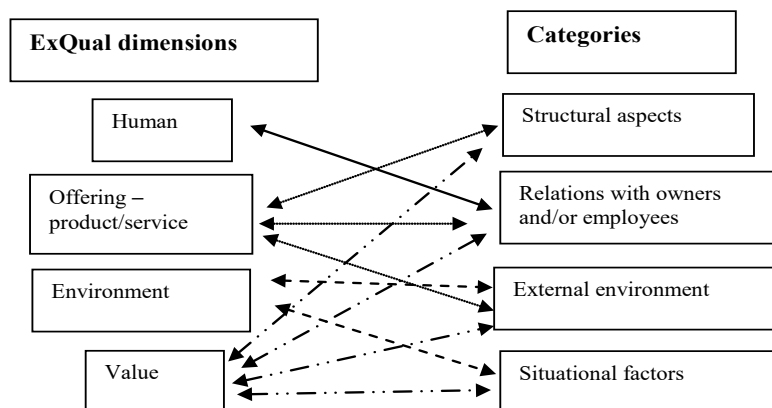 ExQual dimensions
Categories
Human
Structural aspects
Offering –
product/service
Relations with owners
and/or employees
Environment
External environment
Value
Situational factors